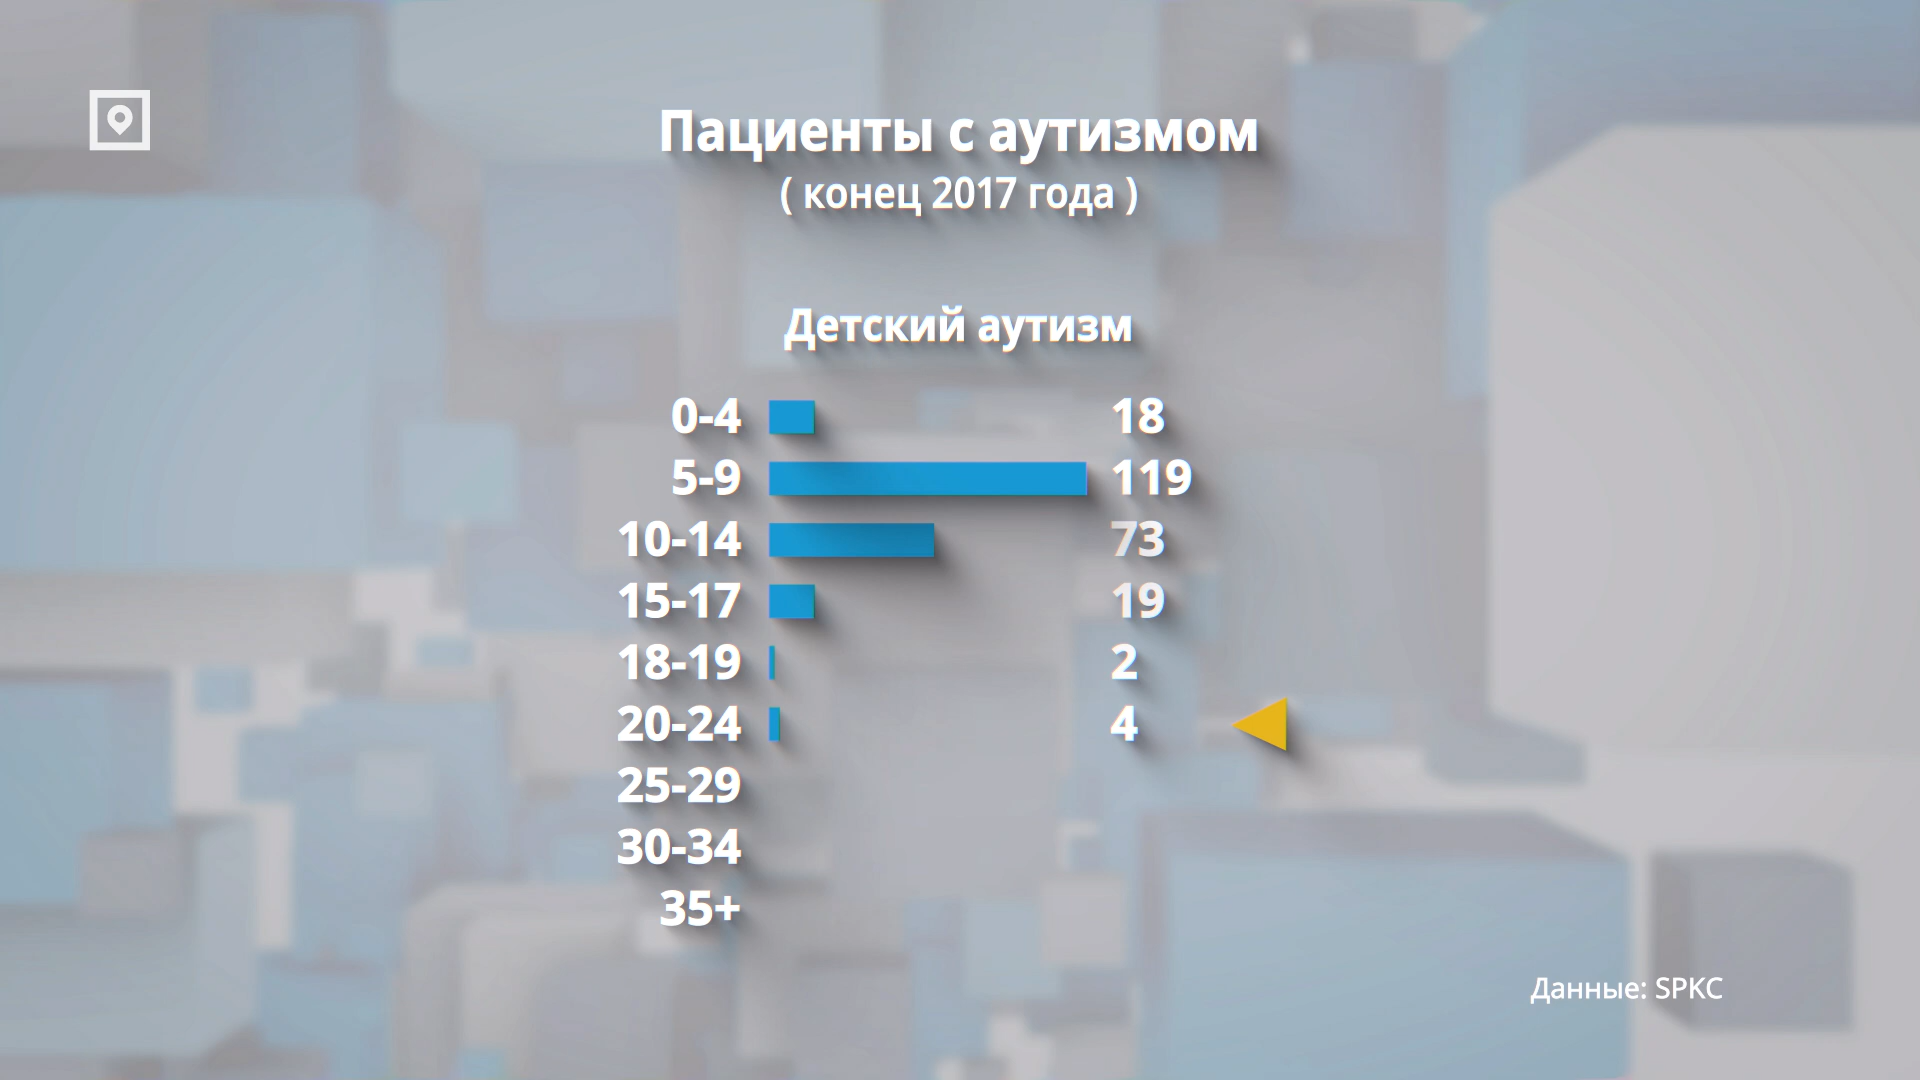 Пациенты с аутизмом
( конец 2017 года )
Детский аутизм
0-4 18
5-9 119
10-14 73
15-17 19
18-19 2
20-24 4
25-29
30-34
35+
Данные: SPKC